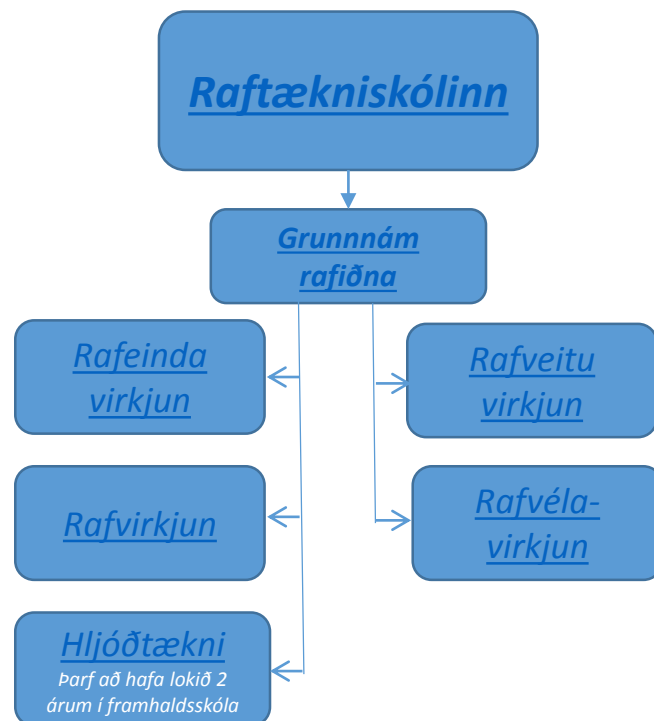 Raftækniskólinn
Grunnnám
rafiðna
Rafeinda
virkjun
Rafveitu
virkjun
Rafvirkjun
Rafvéla-
virkjun
Hljóðtækni
Þarf að hafa lokið 2
árum í framhaldsskóla